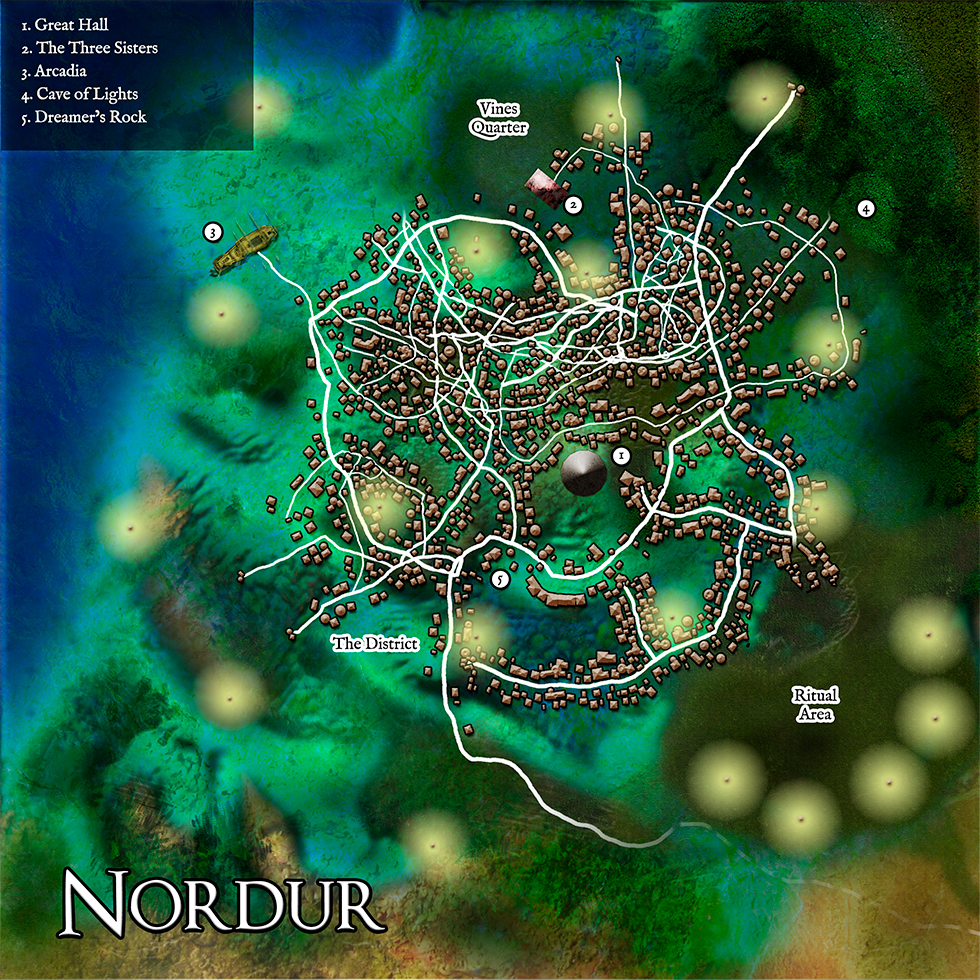 1. Great Hall
2. The Three Sisters
3. Arcadia
4. Cave of Lights
5. Dreamer's Rock
Vines
Quarter
2
4
3
1
5
The District
Ritual
Area
NORDUR